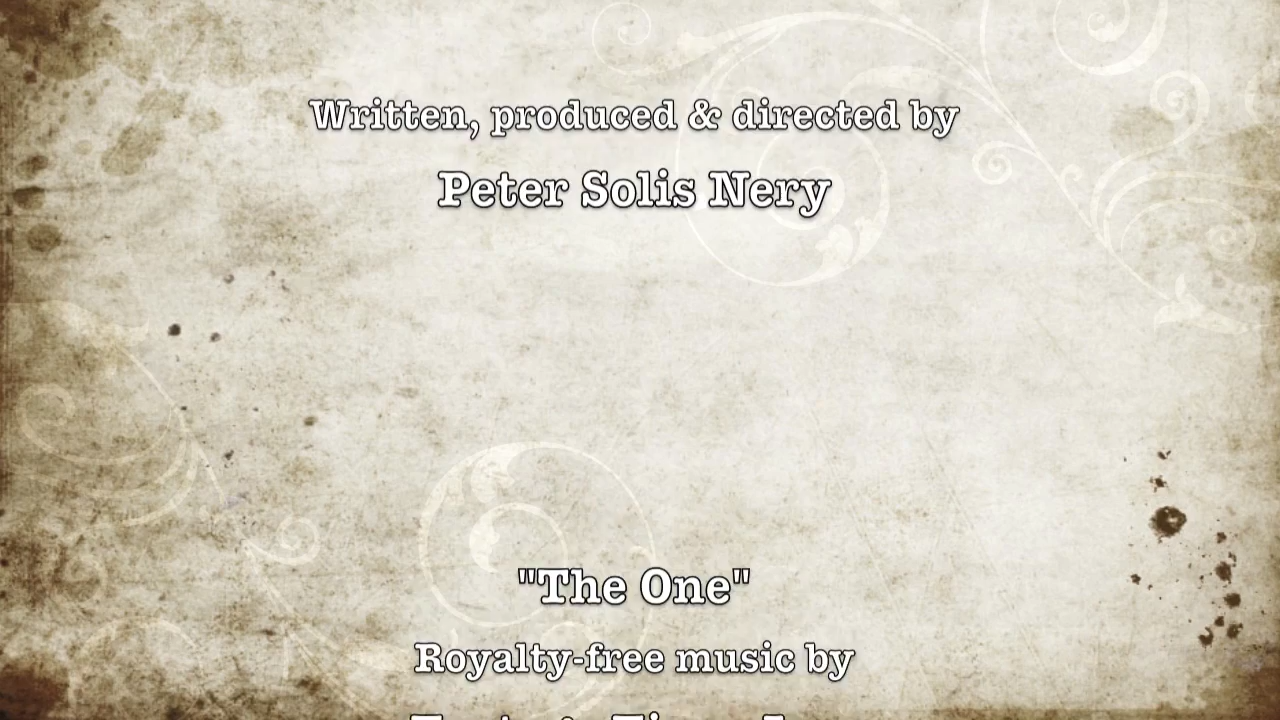 Written, produced & directed by
Peter Solis Nery
"The One"
Royalty-free music by